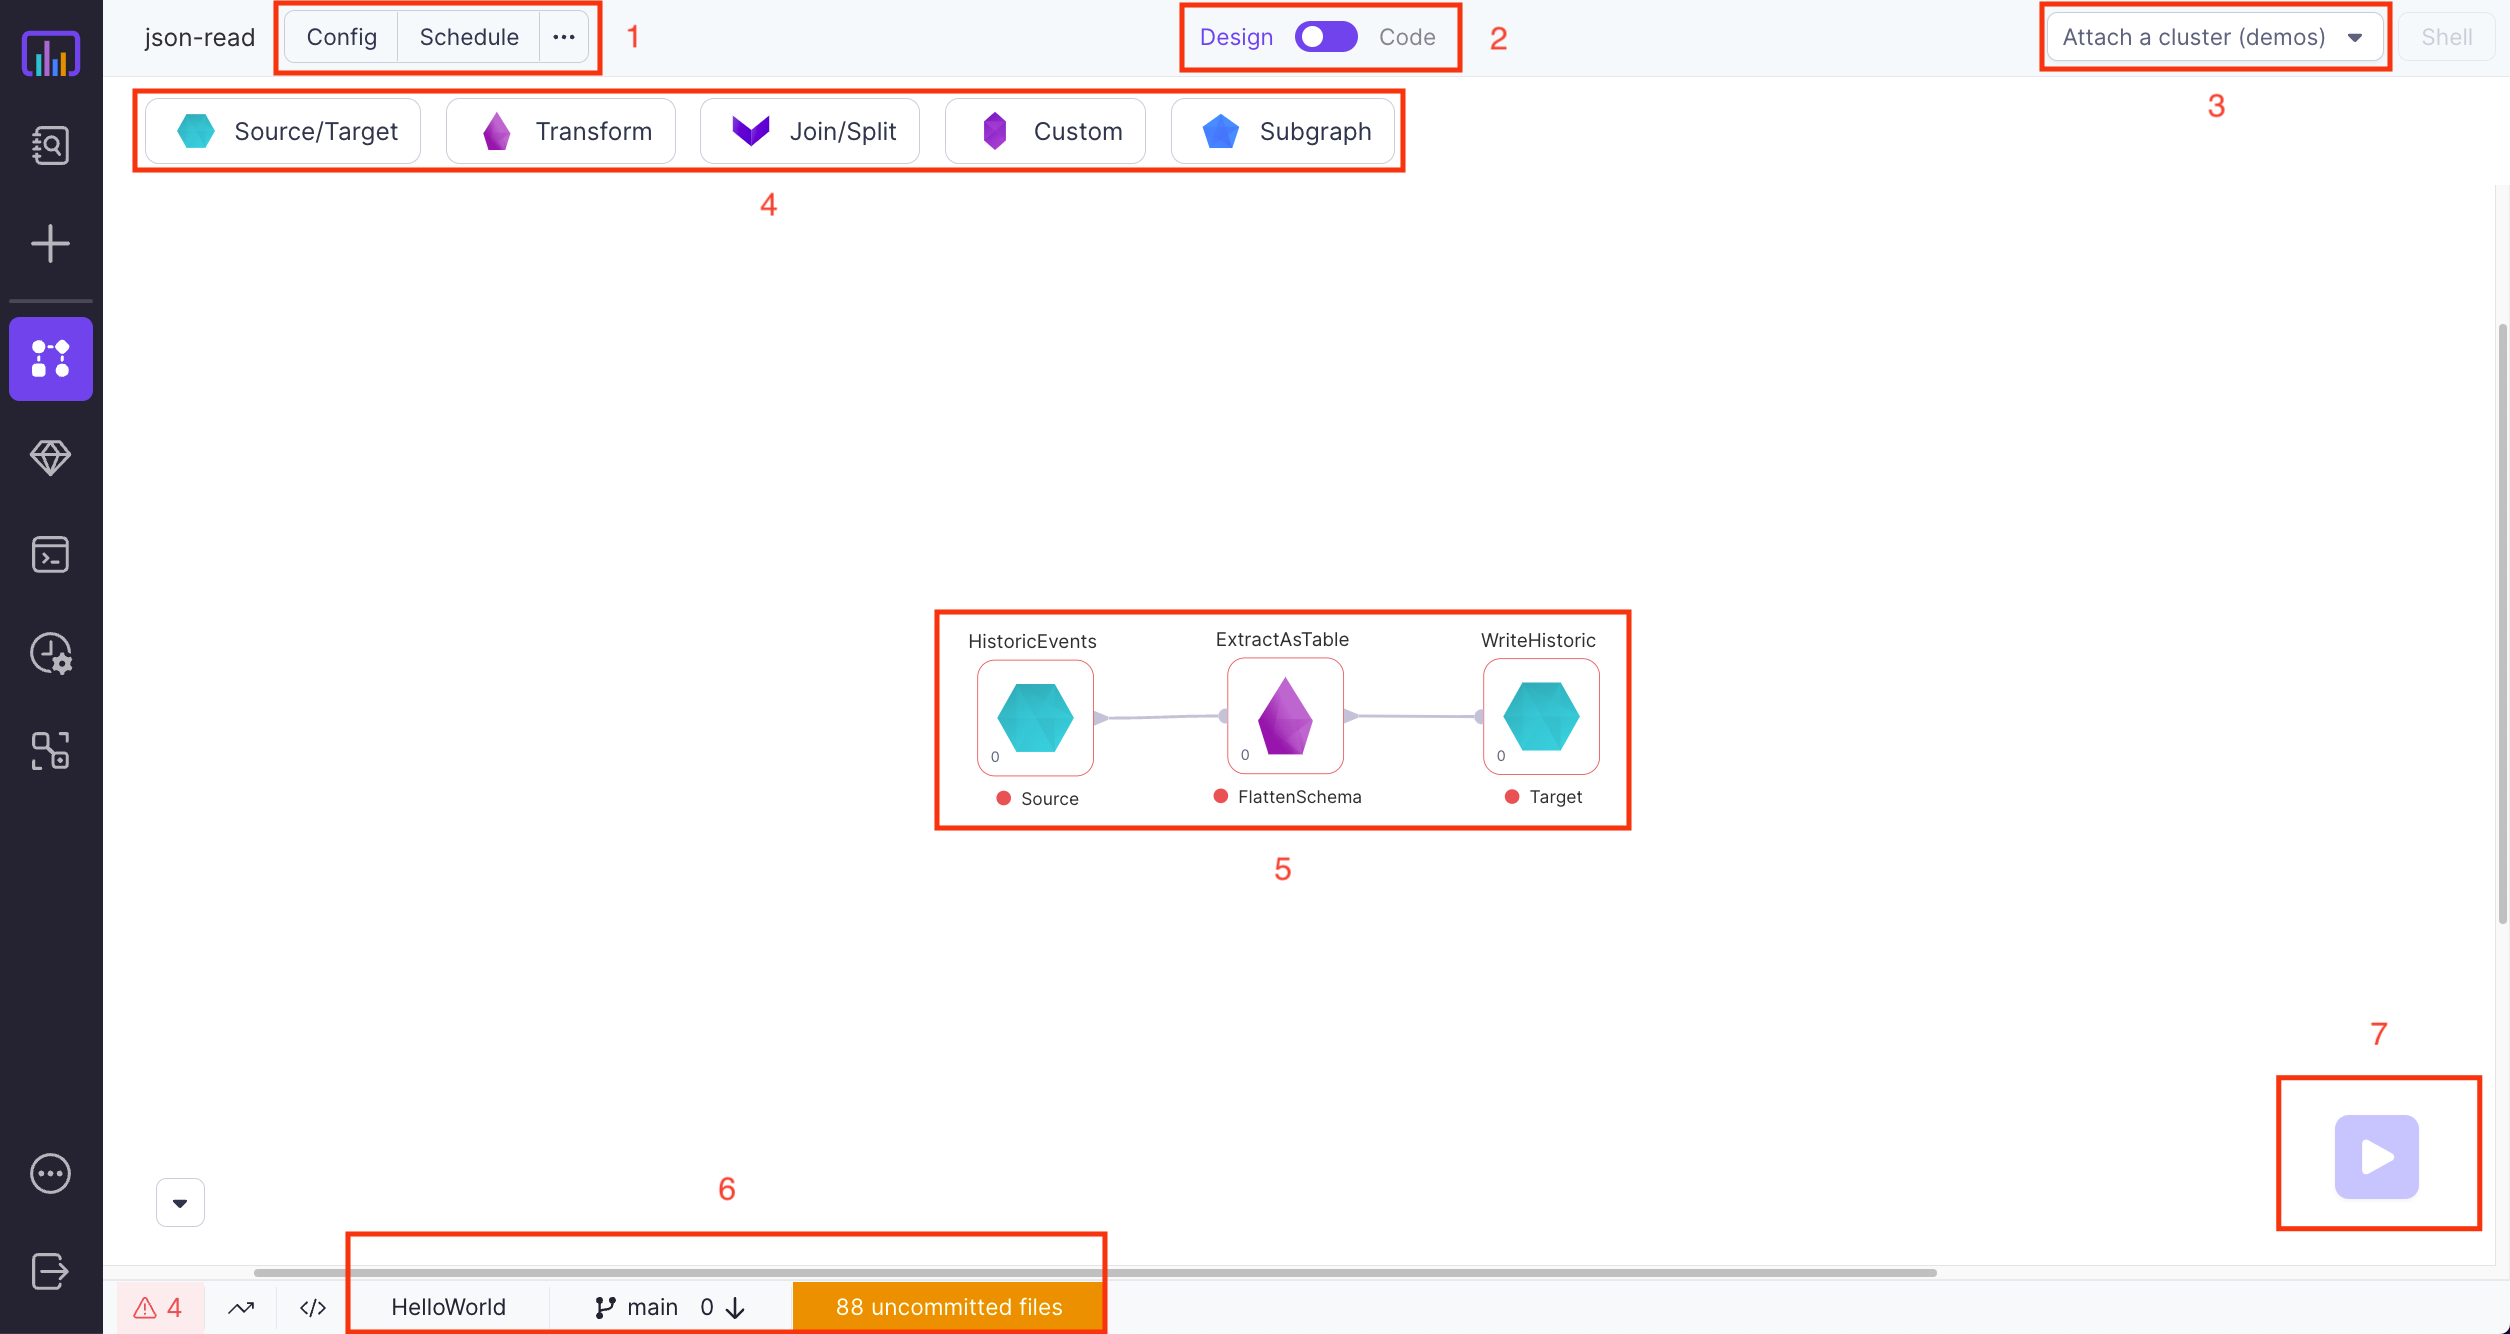 json-read Config Schedule ... 1 Design Code 2 Attach a cluster (demos) Shell
3
Source/Target Transform Join/Split Custom Subgraph
4
HistoricEvents ExtractAsTable WriteHistoric
0 0 0
Source FlattenSchema Target
5
7
6
4 </> HelloWorld main 0 88 uncommitted files